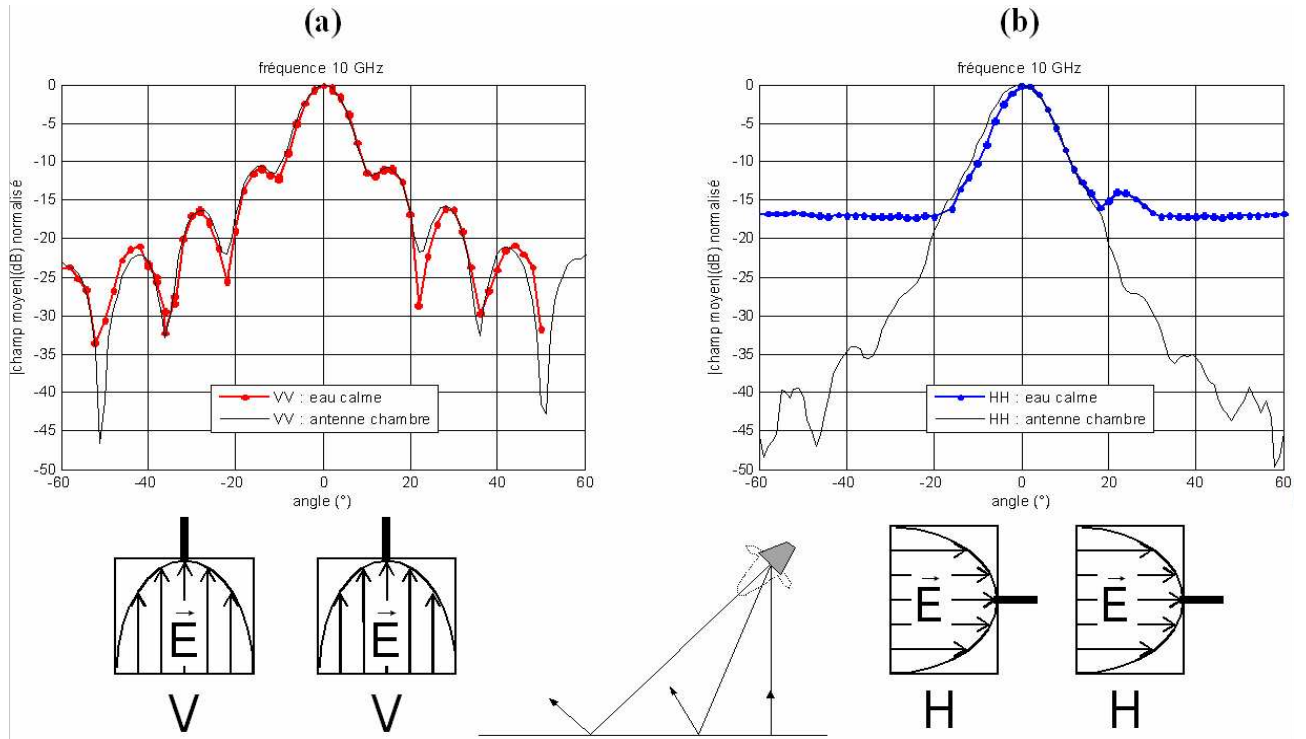 (a)
(b)
fréquence 10 GHz
fréquence 10 GHz
|champ moyen|(dB) normalisé
0
-5
-10
-15
-20
-25
-30
-35
-40
-45
-50
-60
-40
-20
0
20
40
60
angle (°)
VV : eau calme
VV : antenne chambre
|champ moyen|(dB) normalisé
0
-5
-10
-15
-20
-25
-30
-35
-40
-45
-50
-60
-40
-20
0
20
40
60
angle (°)
HH : eau calme
HH : antenne chambre
E
E
V
V
E
E
H
H